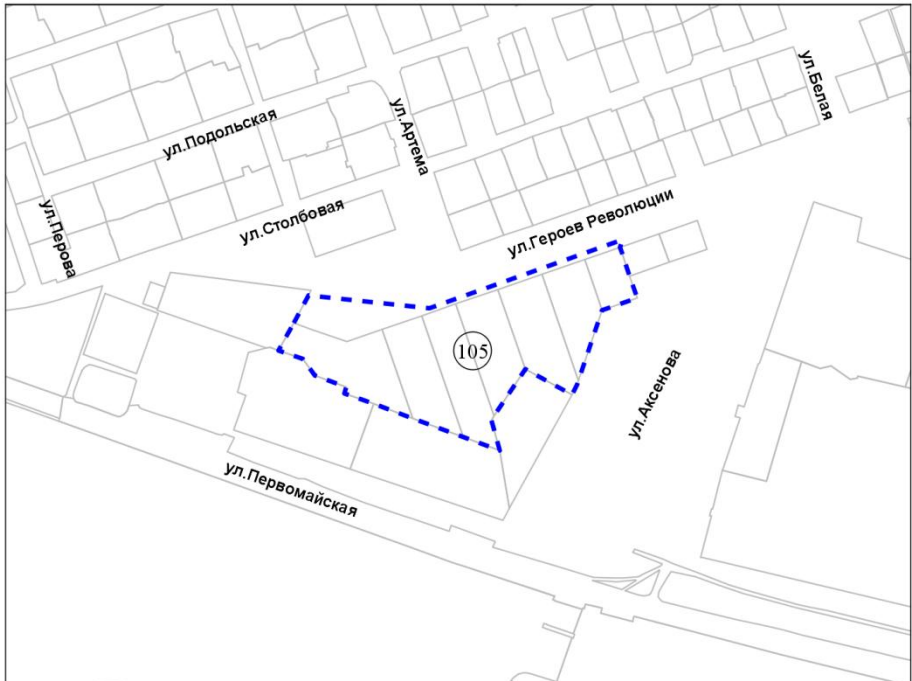 ул.Белая
ул.Подольская
ул.Артема
ул.Перова
ул.Столбовая
ул.Героев Революции
105
ул.Аксенова
ул.Первомайская